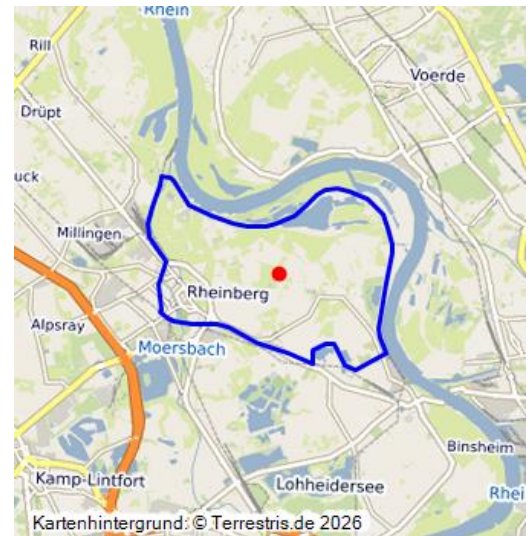 Rhein
Rill
Voerde
Drüpt
uck
Millingen
Rheinberg
Alpsray
Moersbach
Binsheim
Kamp-Lintfort
Lohheidersee
Rhei
Kartenhintergrund: © Terrestris.de 2026